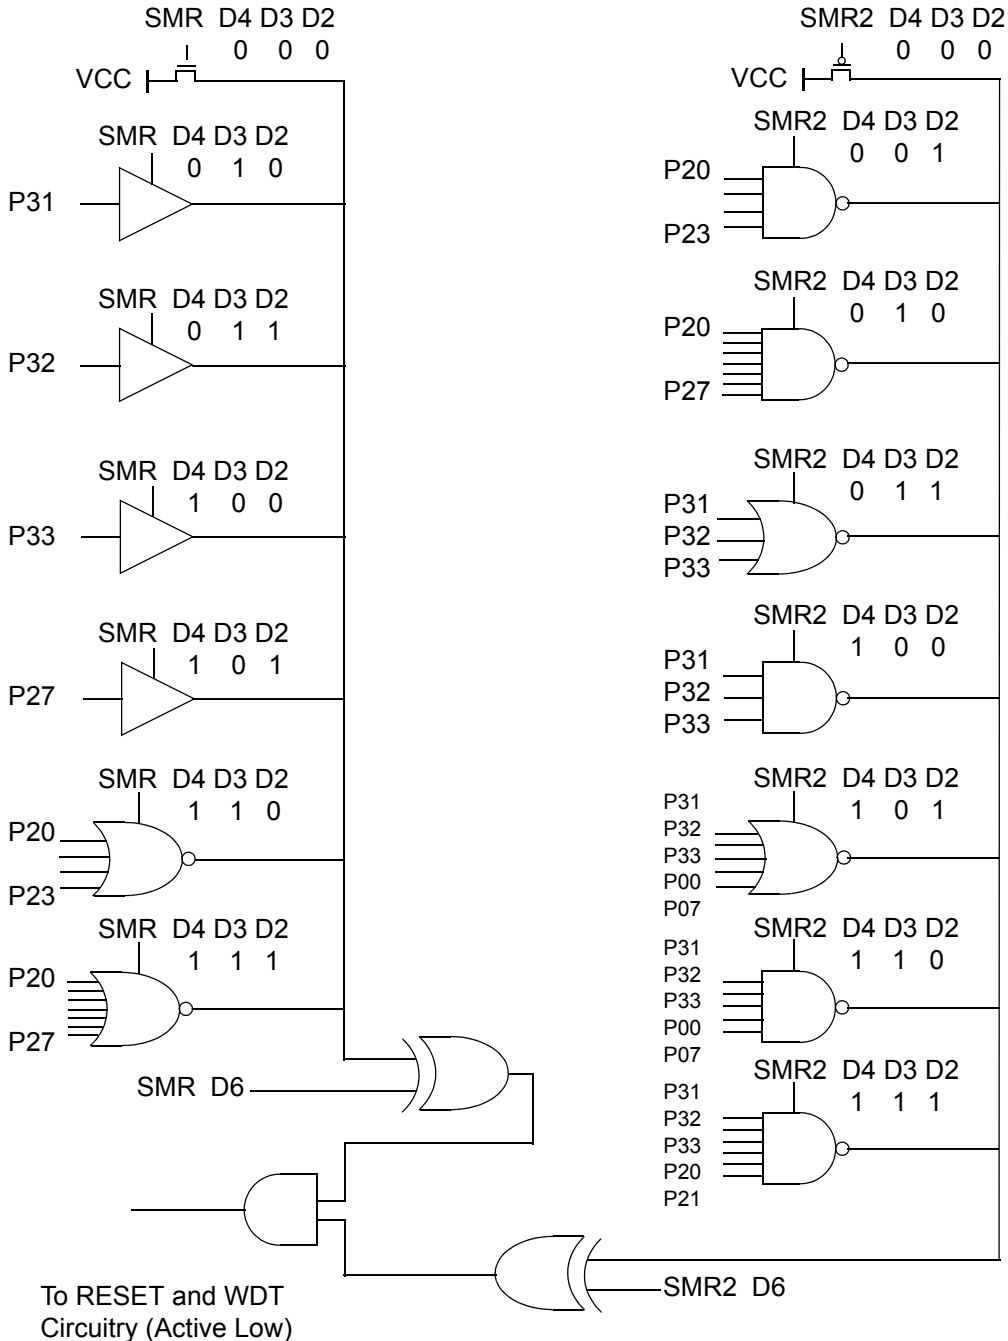 SMR D4 D3 D2
0 0 0
VCC
SMR D4 D3 D2
0 1 0
P31
SMR D4 D3 D2
0 1 1
P32
SMR D4 D3 D2
1 0 0
P33
SMR D4 D3 D2
1 0 1
P27
SMR D4 D3 D2
1 1 0
P20
P23
SMR D4 D3 D2
1 1 1
P20
P27
SMR D6
To RESET and WDT
Circuitry (Active Low)
SMR2 D4 D3 D2
0 0 0
VCC
SMR2 D4 D3 D2
0 0 1
P20
P23
SMR2 D4 D3 D2
0 1 0
P20
P27
SMR2 D4 D3 D2
0 1 1
P31
P32
P33
SMR2 D4 D3 D2
1 0 0
P31
P32
P33
SMR2 D4 D3 D2
1 0 1
P31
P32
P33
P00
P07
SMR2 D4 D3 D2
1 1 0
P31
P32
P33
P00
P07
SMR2 D4 D3 D2
1 1 1
P31
P32
P33
P20
P21
SMR2 D6